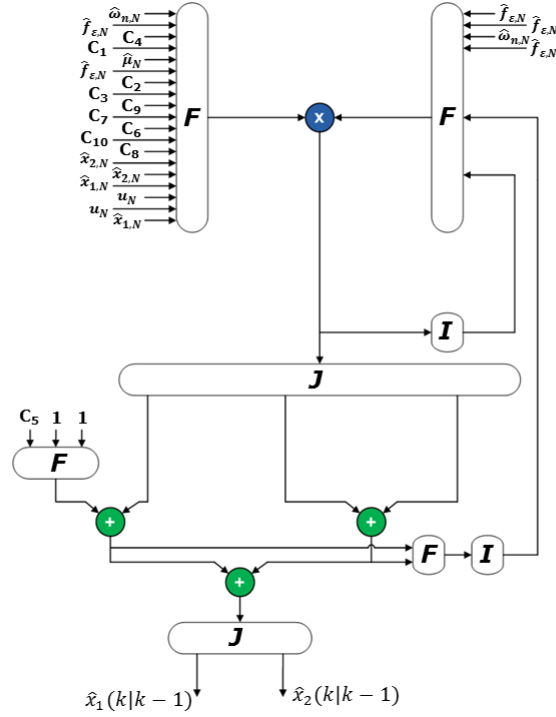 ω̂ₙ,N
f̂ε,N C₄
C₁
f̂ε,N μ̂N
C₂
C₃
C₉
C₇
C₆
C₁₀
C₈
x̂₂,N
x̂₂,N
x̂₁,N
uN
uN
x̂₁,N
F
x
F
f̂ε,N
f̂ε,N
ω̂ₙ,N
f̂ε,N
I
J
C₅ 1 1
F
+
+
F
I
+
J
x̂₁(k|k − 1)
x̂₂(k|k − 1)